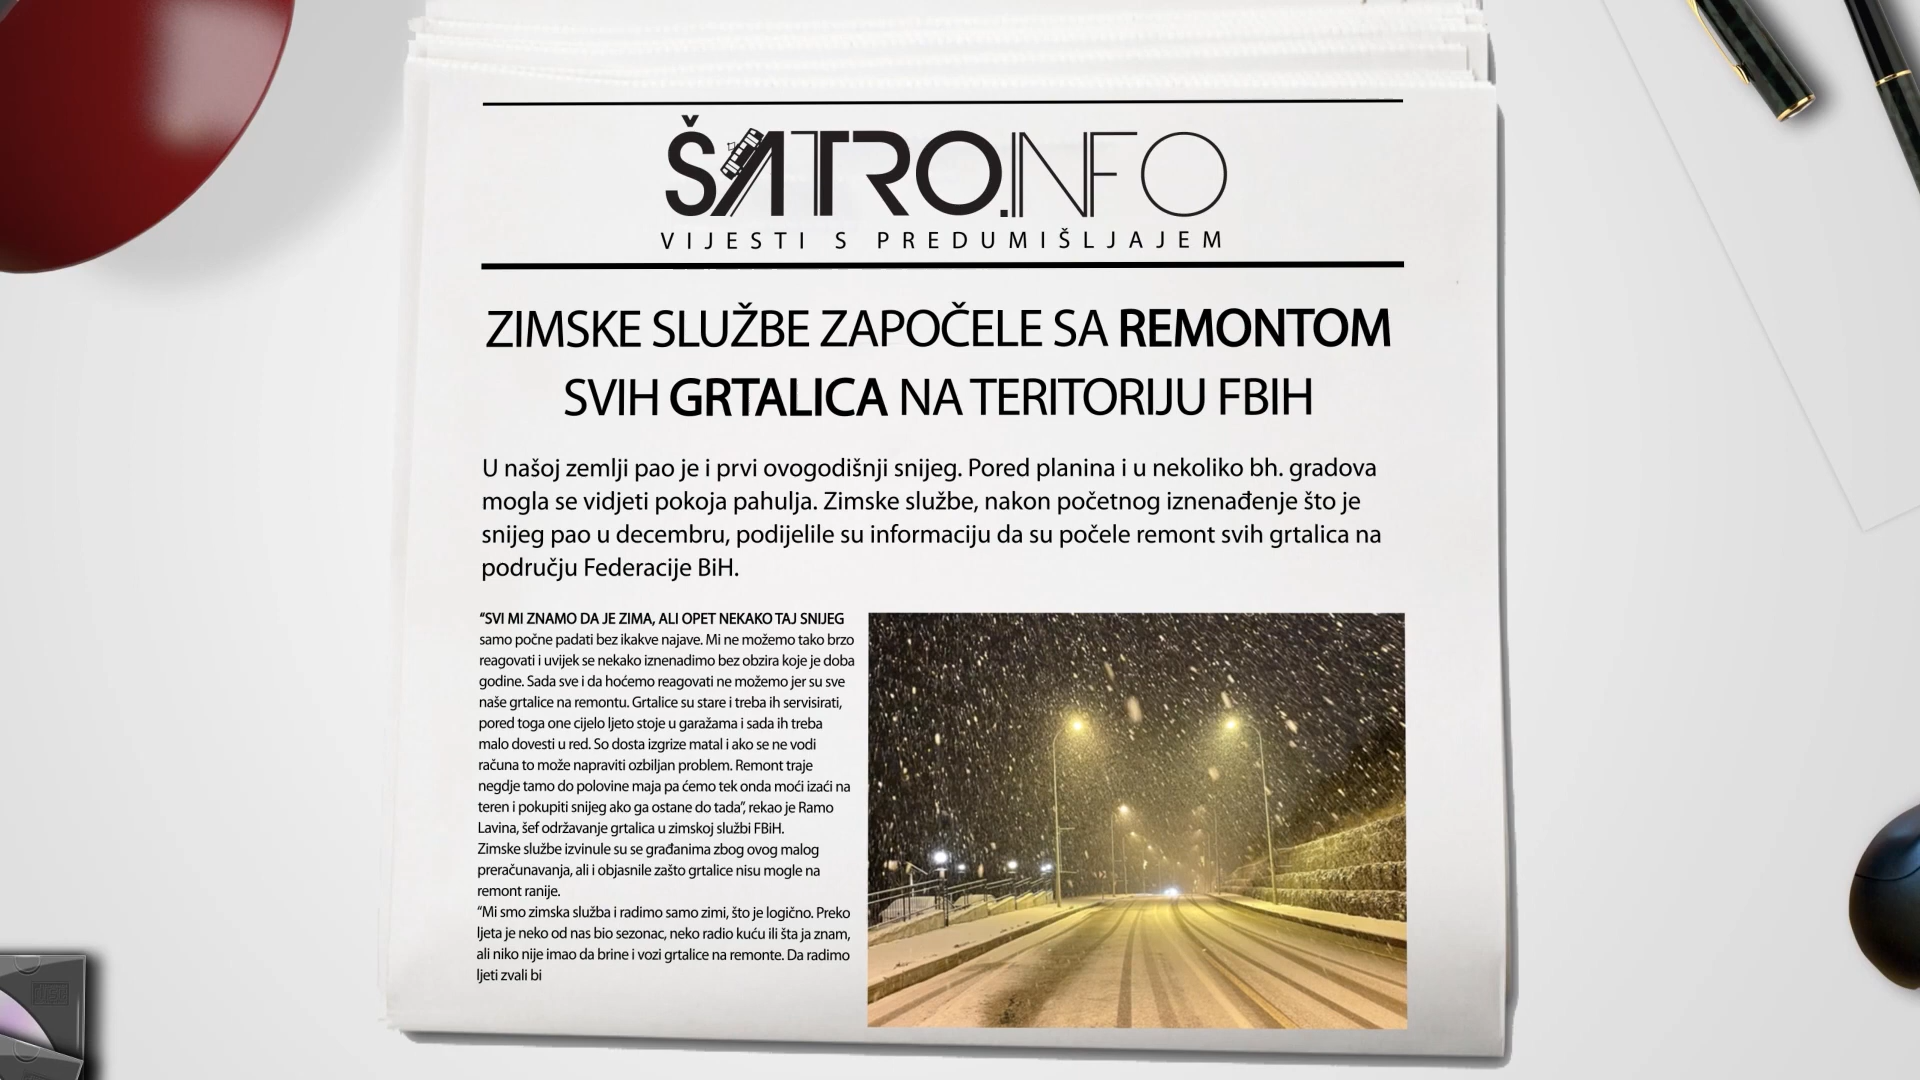 ŠATRO.INFO
VIJESTI S PREDUMIŠLJAJEM
ZIMSKE SLUŽBE ZAPOČELE SA REMONTOM
SVIH GRTALICA NA TERITORIJU FBIH
U našoj zemlji pao je i prvi ovogodišnji snijeg. Pored planina i u nekoliko bh. gradova
mogla se vidjeti pokoja pahulja. Zimske službe, nakon početnog iznenađenje što je
snijeg pao u decembru, podijelile su informaciju da su počele remont svih grtalica na
području Federacije BiH.
“SVI MI ZNAMO DA JE ZIMA, ALI OPET NEKAKO TAJ SNIJEG
samo počne padati bez ikakve najave. Mi ne možemo tako brzo
reagovati i uvijek se nekako iznenadimo bez obzira koje je doba
godine. Sada sve i da hoćemo reagovati ne možemo jer su sve
naše grtalice na remontu. Grtalice su stare i treba ih servisirati,
pored toga one cijelo ljeto stoje u garažama i sada ih treba
malo dovesti u red. So dosta izgrize matal i ako se ne vodi
računa to može napraviti ozbiljan problem. Remont traje
negdje tamo do polovine maja pa ćemo tek onda moći izaći na
teren i pokupiti snijeg ako ga ostane do tada”, rekao je Ramo
Lavina, šef održavanje grtalica u zimskoj službi FBiH.
Zimske službe izvinule su se građanima zbog ovog malog
preračunavanja, ali i objasnile zašto grtalice nisu mogle na
remont ranije.
“Mi smo zimska služba i radimo samo zimi, što je logično. Preko
ljeta je neko od nas bio sezonac, neko radio kuću ili šta ja znam,
ali niko nije imao da brine i vozi grtalice na remonte. Da radimo
ljeti zvali bi